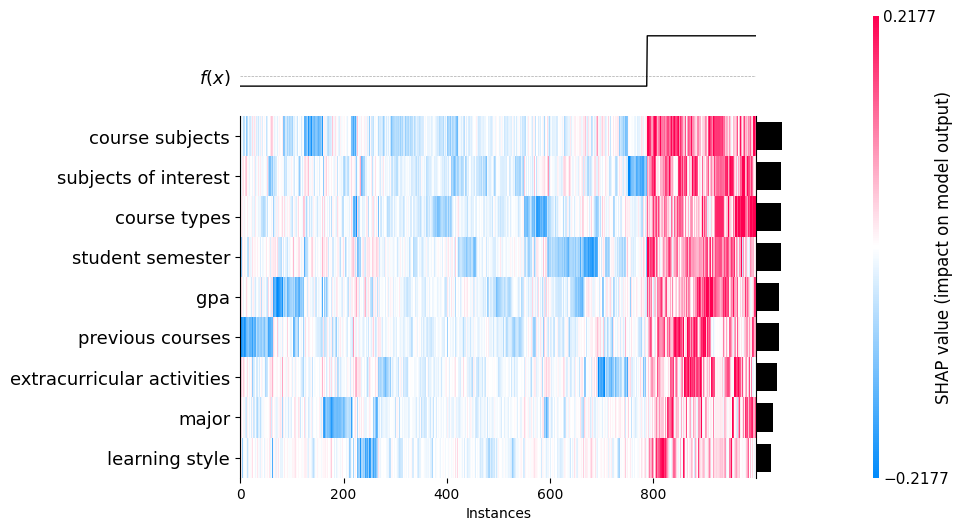 0.2177
f(x)
course subjects
subjects of interest
course types
student semester
gpa
previous courses
extracurricular activities
major
learning style
0 200 400 600 800
Instances
SHAP value (impact on model output)
−0.2177